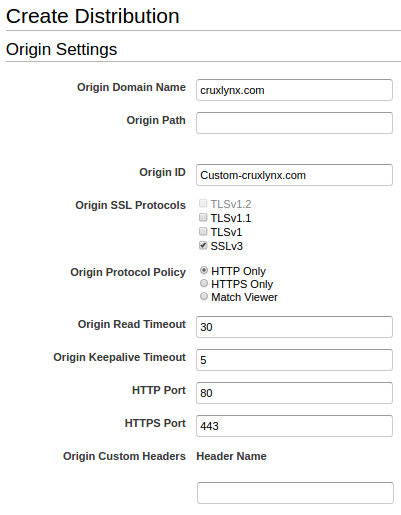 Create Distribution
Origin Settings
Origin Domain Name cruxlynx.com
Origin Path
Origin ID Custom-cruxlynx.com
Origin SSL Protocols TLSv1.2
TLSv1.1
TLSv1
SSLv3
Origin Protocol Policy HTTP Only
HTTPS Only
Match Viewer
Origin Read Timeout 30
Origin Keepalive Timeout 5
HTTP Port 80
HTTPS Port 443
Origin Custom Headers Header Name